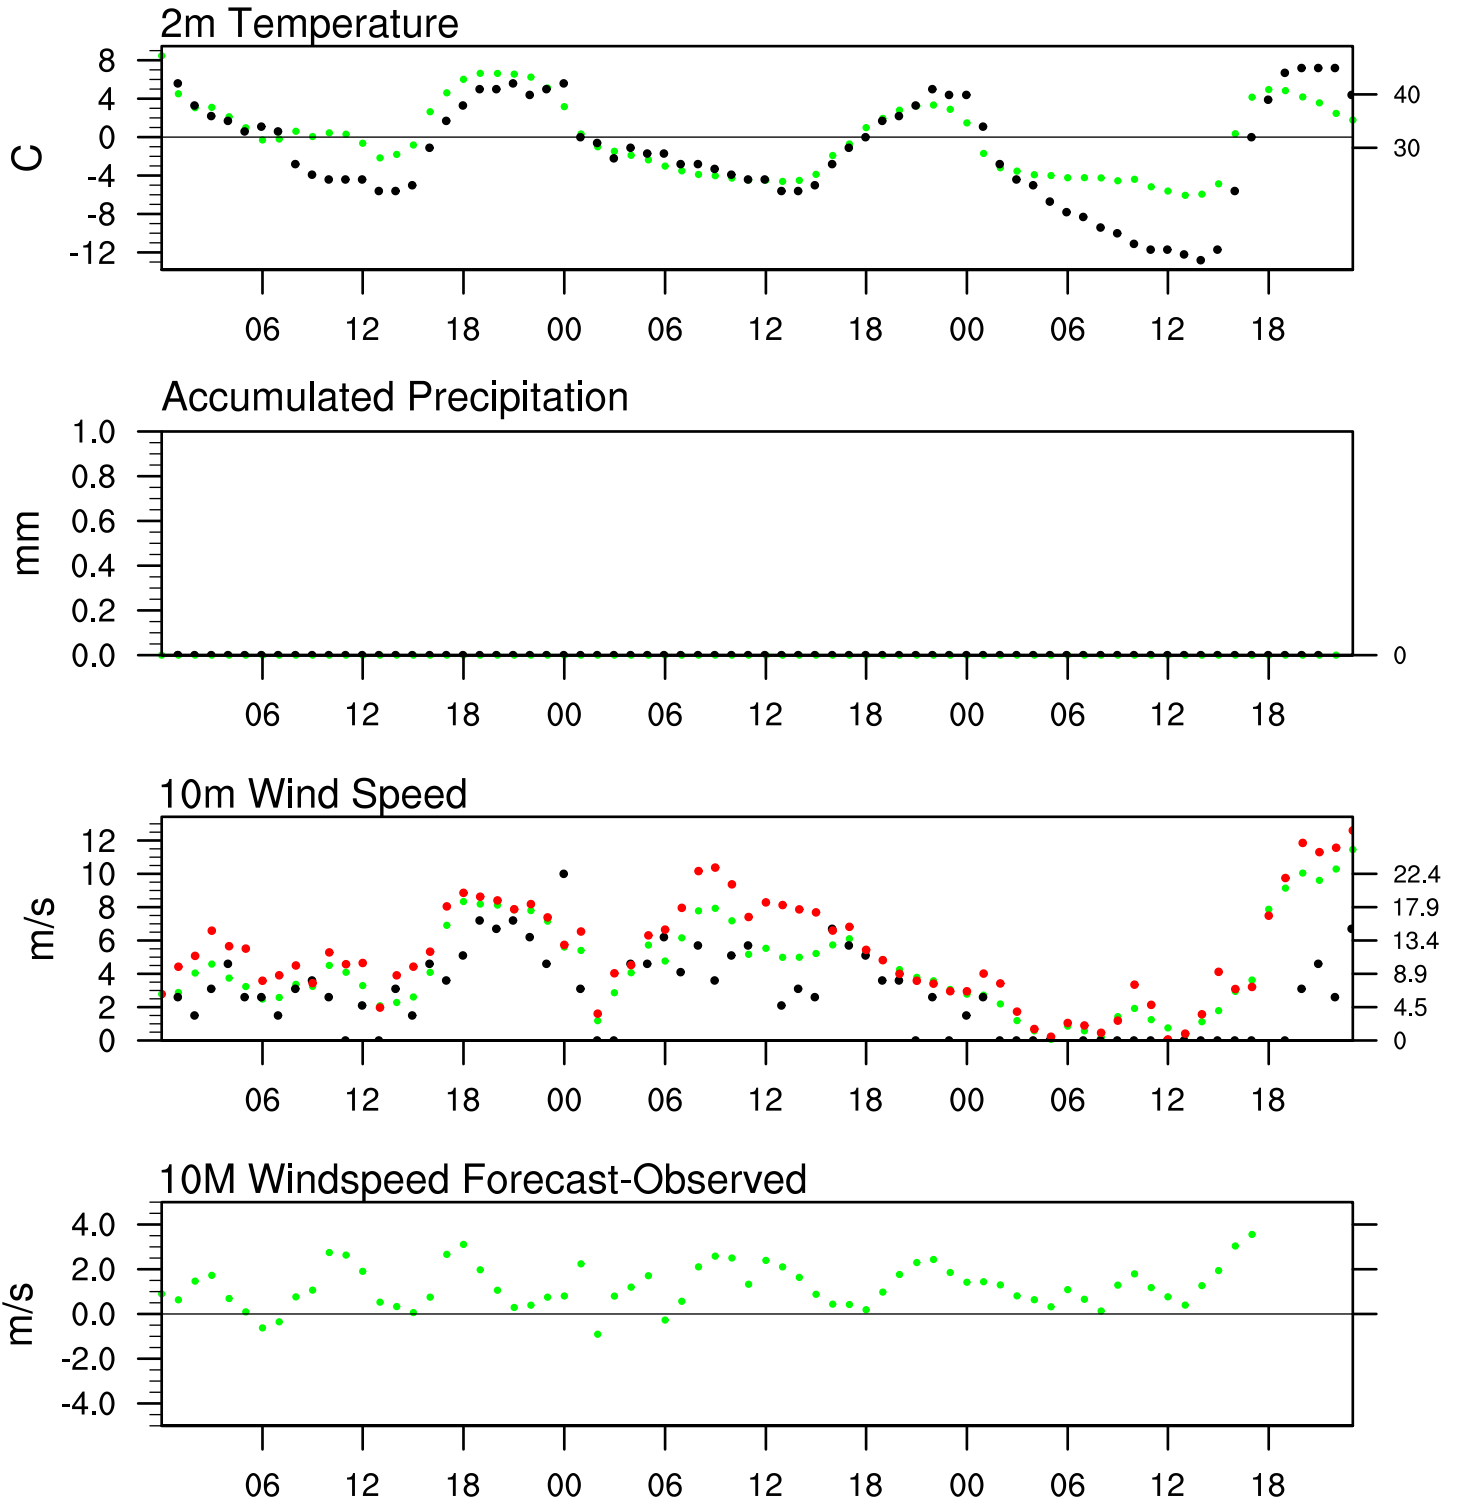 2m Temperature
8
4
0
-4
-8
-12
C
40
30
06 12 18 00 06 12 18 00 06 12 18
Accumulated Precipitation
1.0
0.8
0.6
0.4
0.2
0.0
mm
0
06 12 18 00 06 12 18 00 06 12 18
10m Wind Speed
12
10
8
6
4
2
0
m/s
22.4
17.9
13.4
8.9
4.5
0
06 12 18 00 06 12 18 00 06 12 18
10M Windspeed Forecast-Observed
4.0
2.0
0.0
-2.0
-4.0
m/s
06 12 18 00 06 12 18 00 06 12 18